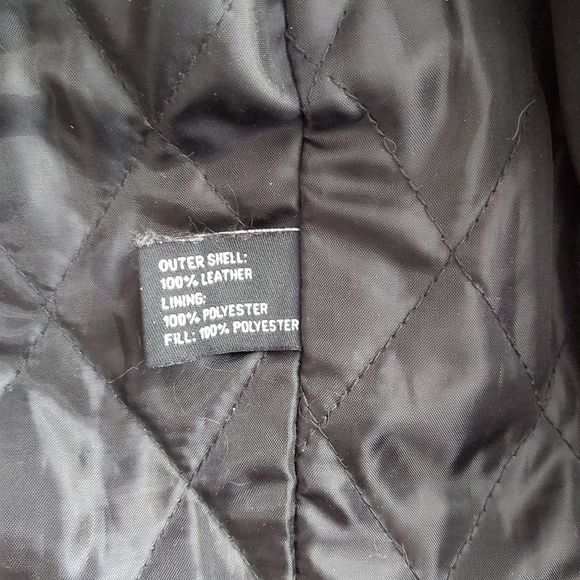 OUTER SHELL:
100% LEATHER
LINING:
100% POLYESTER
FILL: 100% POLYESTER